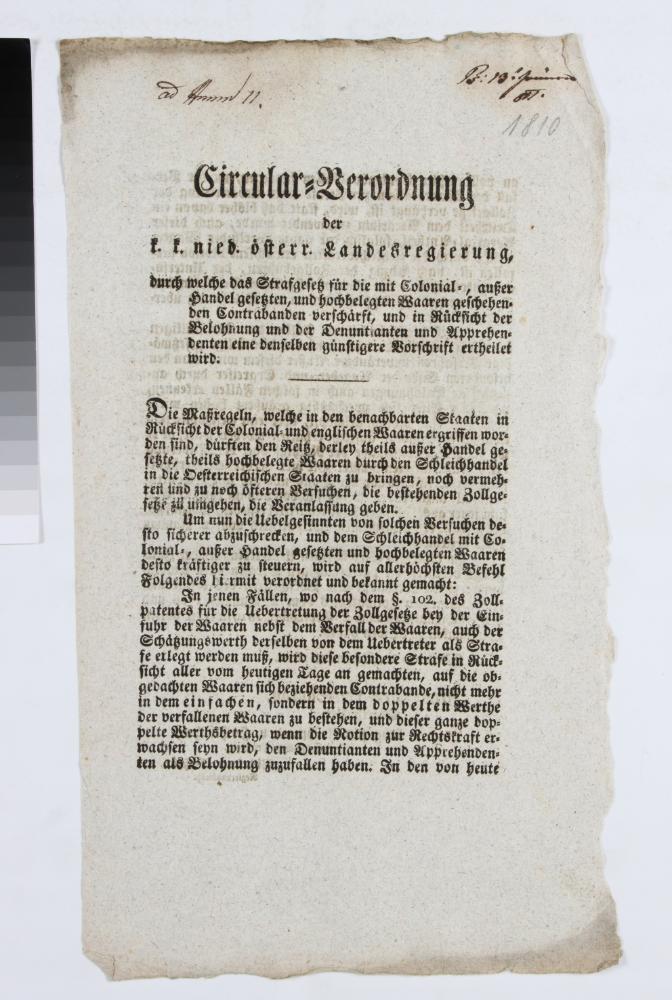 ad Num 11.
1810
Circular-Verordnung
der
k. k. nied. österr. Landesregierung,
durch welche das Strafgesetz für die mit Colonial-, außer
Handel gesetzten, und hochbelegten Waaren geschehen-
den Contrabanden verschärft, und in Rücksicht der
Belohnung und der Denuntianten und Apprehen-
denten eine denselben günstigere Vorschrift ertheilet
wird.
Die Maßregeln, welche in den benachbarten Staaten in
Rücksicht der Colonial- und englischen Waaren ergriffen wor-
den sind, dürften den Reitz, derley theils außer Handel ge-
setzte, theils hochbelegte Waaren durch den Schleichhandel
in die Oesterreichischen Staaten zu bringen, noch vermeh-
ren und zu noch öfteren Versuchen, die bestehenden Zollge-
setze zu umgehen, die Veranlassung geben.
Um nun die Uebelgesinnten von solchen Versuchen de-
sto sicherer abzuschrecken, und dem Schleichhandel mit Co-
lonial-, außer Handel gesetzten und hochbelegten Waaren
desto kräftiger zu steuern, wird auf allerhöchsten Befehl
Folgendes hiermit verordnet und bekannt gemacht:
In jenen Fällen, wo nach dem §. 102. des Zoll-
patentes für die Uebertretung der Zollgesetze bey der Ein-
fuhr der Waaren nebst dem Verfall der Waaren, auch der
Schätzungswerth derselben von dem Uebertreter als Stra-
fe erlegt werden muß, wird diese besondere Strafe in Rück-
sicht aller vom heutigen Tage an gemachten, auf die ob-
gedachten Waaren sich beziehenden Contrabande, nicht mehr
in dem einfachen, sondern in dem doppelten Werthe
der verfallenen Waaren zu bestehen, und dieser ganze dop-
pelte Werthsbetrag, wenn die Notion zur Rechtskraft er-
wachsen seyn wird, den Denuntianten und Apprehenden-
ten als Belohnung zuzufallen haben. In den von heute